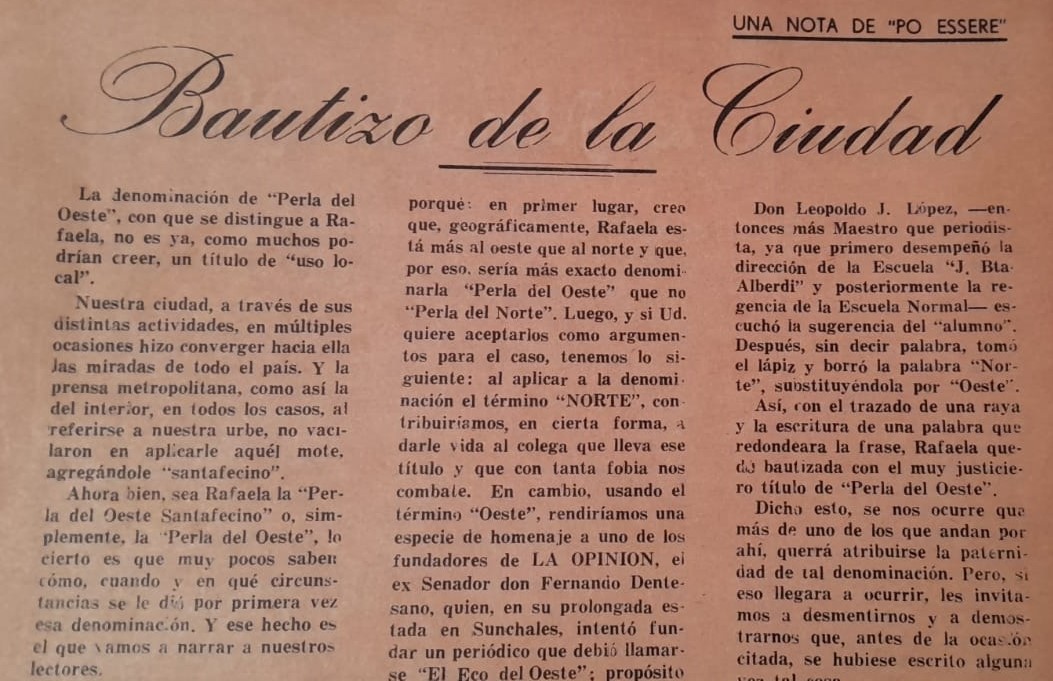 UNA NOTA DE "PO ESSERE"
Bautizo de la Ciudad
La denominación de "Perla del
Oeste", con que se distingue a Ra-
faela, no es ya, como muchos po-
drían creer, un título de "uso lo-
cal".
Nuestra ciudad, a través de sus
distintas actividades, en múltiples
ocasiones hizo converger hacia ella
las miradas de todo el país. Y la
prensa metropolitana, como así la
del interior, en todos los casos, al
referirse a nuestra urbe, no vaci-
laron en aplicarle aquél mote,
agregándole "santafecino".
Ahora bien, sea Rafaela la "Per-
la del Oeste Santafecino" o, sim-
plemente, la "Perla del Oeste", lo
cierto es que muy pocos saben
cómo, cuando y en qué circuns-
tancias se le dió por primera vez
esa denominación. Y ese hecho es
el que vamos a narrar a nuestros
lectores.
porqué: en primer lugar, creo
que, geográficamente, Rafaela es-
tá más al oeste que al norte y que,
por eso, sería más exacto denomi-
narla "Perla del Oeste" que no
"Perla del Norte". Luego, y si Ud.
quiere aceptarlos como argumen-
tos para el caso, tenemos lo si-
guiente: al aplicar a la denomi-
nación el término "NORTE", con-
tribuiríamos, en cierta forma, a
darle vida al colega que lleva ese
título y que con tanta fobia nos
combate. En cambio, usando el
término "Oeste", rendiríamos una
especie de homenaje a uno de los
fundadores de LA OPINION, el
ex Senador don Fernando Dente-
sano, quien, en su prolongada es-
tada en Sunchales, intentó fun-
dar un periódico que debió llamar-
se "El Eco del Oeste"; propósito
Don Leopoldo J. López, —en-
tonces más Maestro que periodis-
ta, ya que primero desempeñó la
dirección de la Escuela "J. Bta.
Alberdi" y posteriormente la re-
gencia de la Escuela Normal— es-
cuchó la sugerencia del "alumno".
Después, sin decir palabra, tomó
el lápiz y borró la palabra "Nor-
te", substituyéndola por "Oeste".
Así, con el trazado de una raya
y la escritura de una palabra que
redondeara la frase, Rafaela que-
dó bautizada con el muy justicie-
ro título de "Perla del Oeste".
Dicho esto, se nos ocurre que
más de uno de los que andan por
ahí, querrá atribuirse la paterni-
dad de tal denominación. Pero, si
eso llegara a ocurrir, les invita-
mos a desmentirnos y a demos-
trarnos que, antes de la ocasión
citada, se hubiese escrito alguna